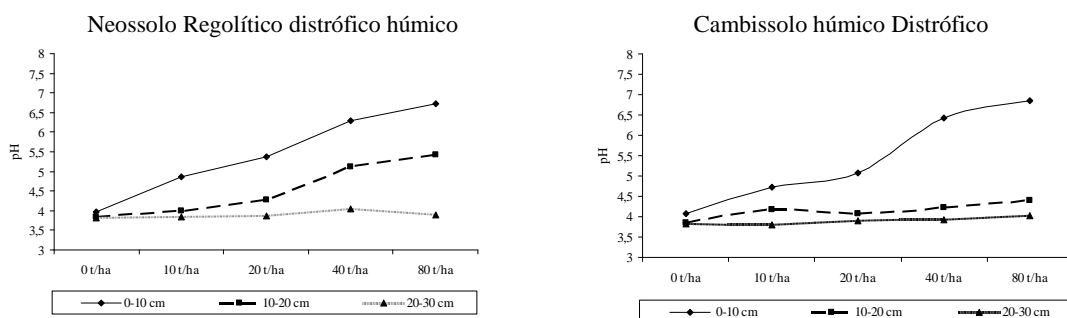 Neossolo Regolítico distrófico húmico
8
7,5
7
6,5
6
5,5
5
4,5
4
3,5
3
pH
0 t/ha
10 t/ha
20 t/ha
40 t/ha
80 t/ha
0-10 cm
10-20 cm
20-30 cm
Cambissolo húmico Distrófico
8
7,5
7
6,5
6
5,5
5
4,5
4
3,5
3
pH
0 t/ha
10 t/ha
20 t/ha
40 t/ha
80 t/ha
0-10 cm
10-20 cm
20-30 cm